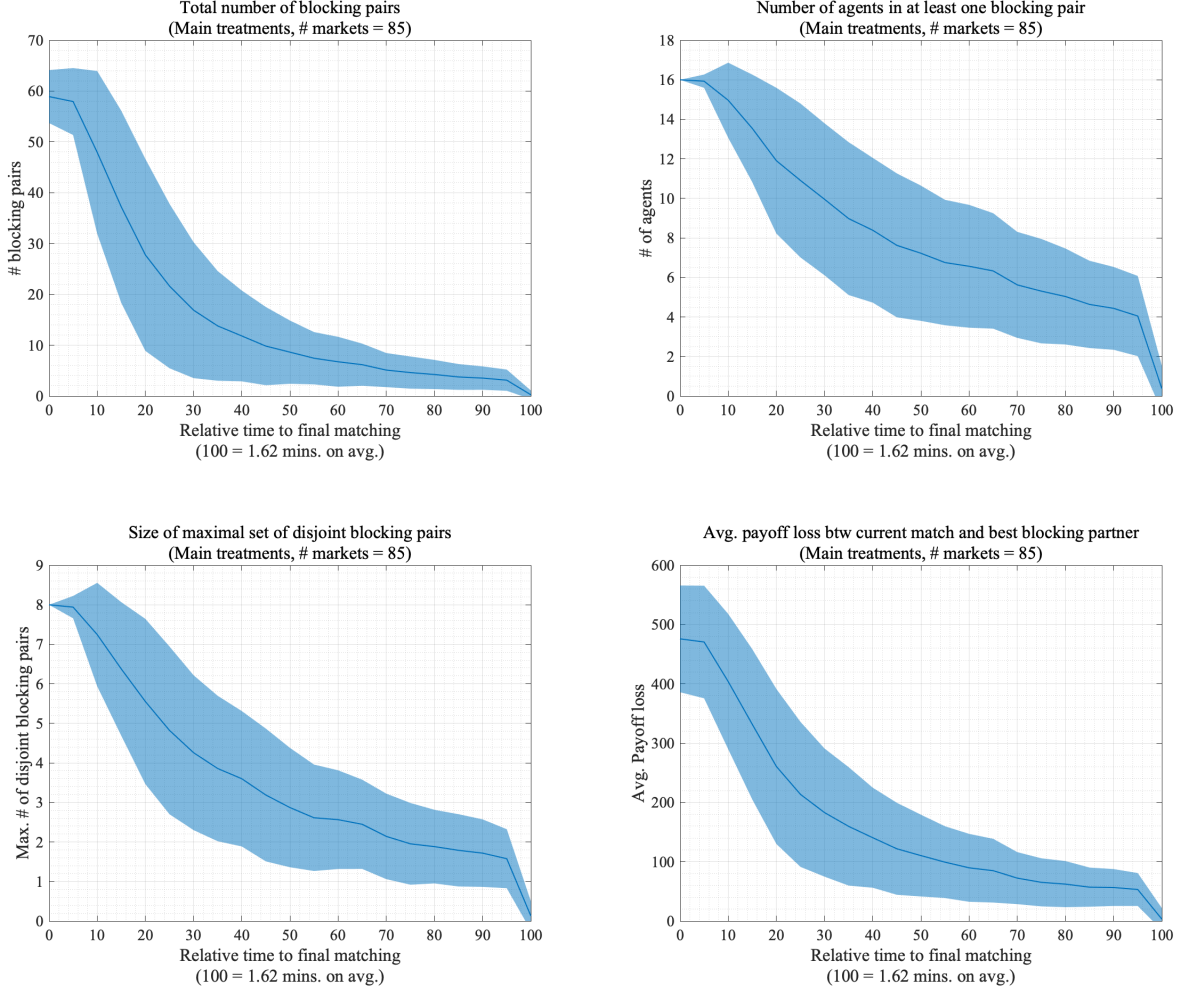 Total number of blocking pairs
(Main treatments, # markets = 85)
# blocking pairs
70
60
50
40
30
20
10
0
0 10 20 30 40 50 60 70 80 90 100
Relative time to final matching
(100 = 1.62 mins. on avg.)
Number of agents in at least one blocking pair
(Main treatments, # markets = 85)
# of agents
18
16
14
12
10
8
6
4
2
0
0 10 20 30 40 50 60 70 80 90 100
Relative time to final matching
(100 = 1.62 mins. on avg.)
Size of maximal set of disjoint blocking pairs
(Main treatments, # markets = 85)
Max. # of disjoint blocking pairs
9
8
7
6
5
4
3
2
1
0
0 10 20 30 40 50 60 70 80 90 100
Relative time to final matching
(100 = 1.62 mins. on avg.)
Avg. payoff loss btw current match and best blocking partner
(Main treatments, # markets = 85)
Avg. Payoff loss
600
500
400
300
200
100
0
0 10 20 30 40 50 60 70 80 90 100
Relative time to final matching
(100 = 1.62 mins. on avg.)